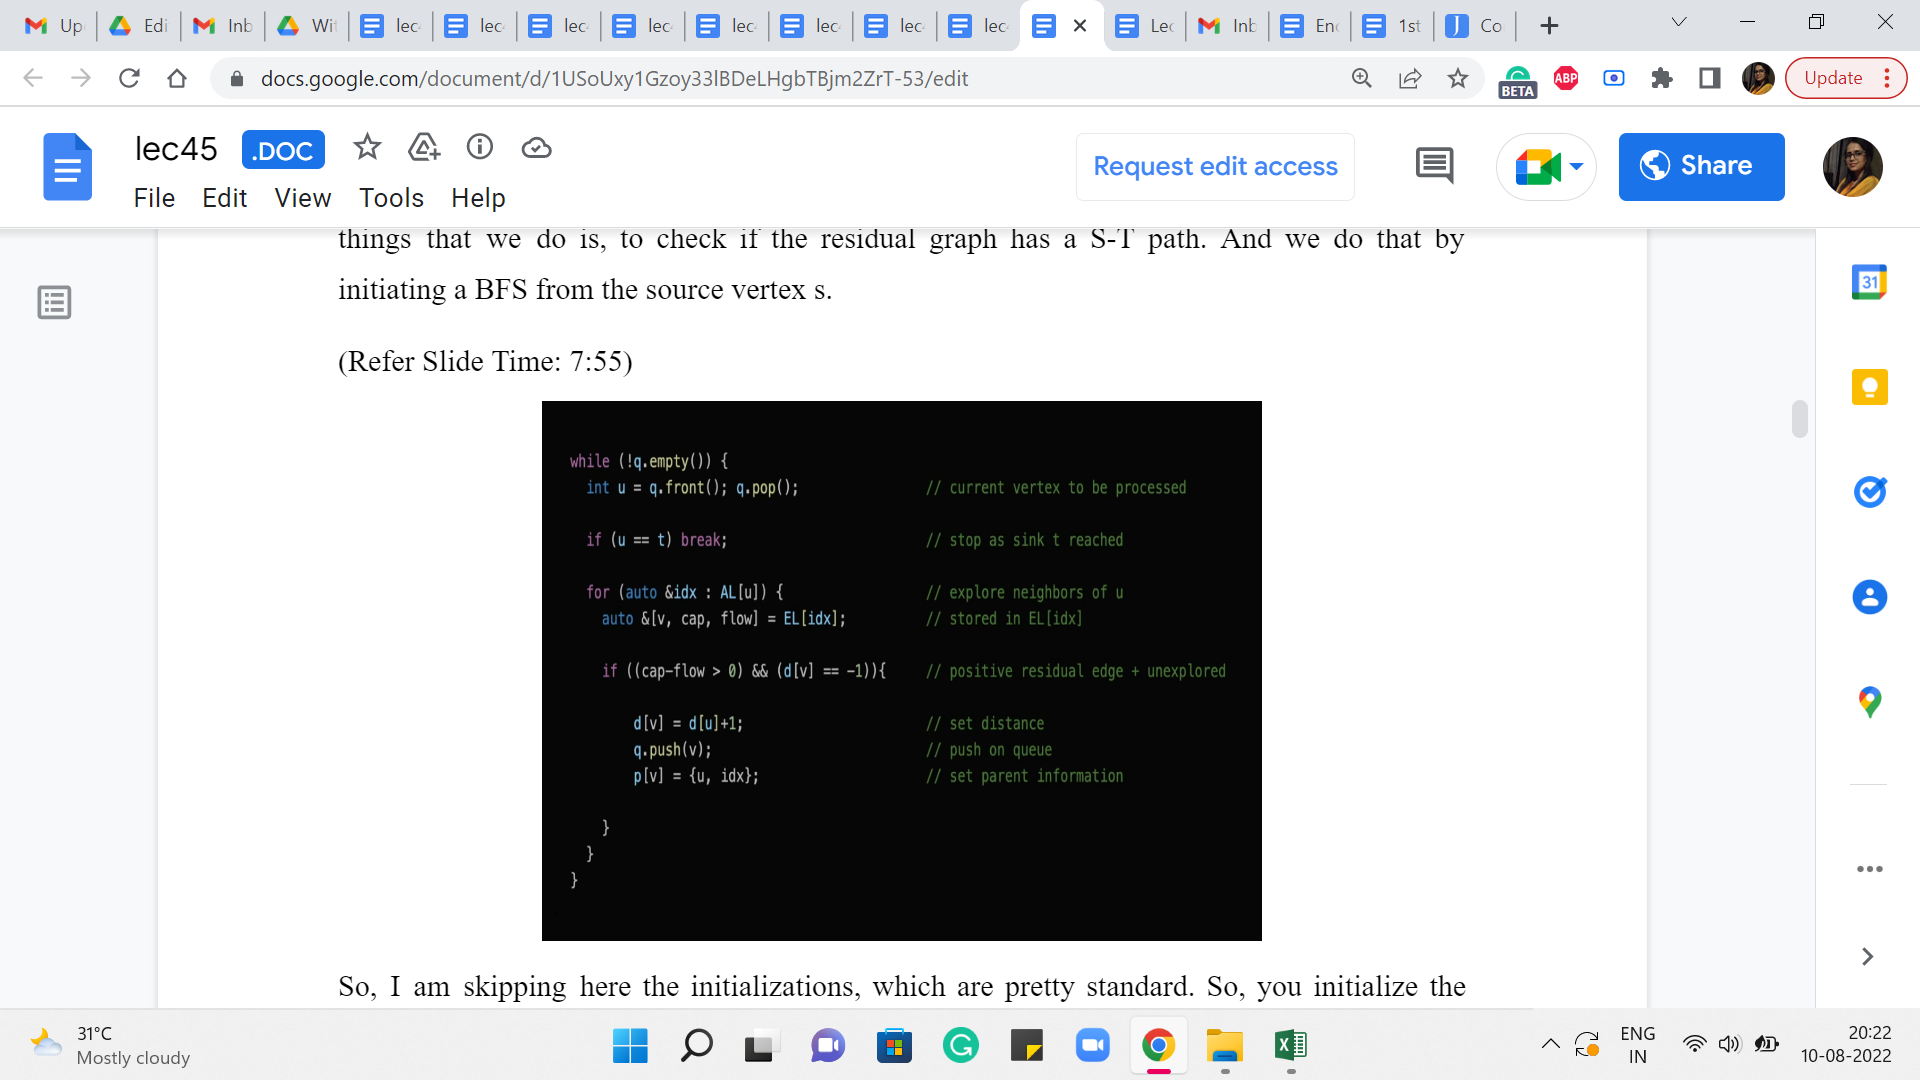 Up
Edi
Inb
Wi
lec
lec
lec
lec
lec
lec
lec
lec
Lec
Inb
En
1st
Co
docs.google.com/document/d/1USoUxy1Gzoy33lBDeLHgbTBjm2ZrT-53/edit
BETA
ABP
Update
lec45
.DOC
Request edit access
Share
File Edit View Tools Help
things that we do is, to check if the residual graph has a S-T path. And we do that by
initiating a BFS from the source vertex s.
(Refer Slide Time: 7:55)
while (!q.empty()) {
int u = q.front(); q.pop(); // current vertex to be processed
if (u == t) break; // stop as sink t reached
for (auto &idx : AL[u]) { // explore neighbors of u
auto &[v, cap, flow] = EL[idx]; // stored in EL[idx]
if ((cap-flow > 0) && (d[v] == -1)){ // positive residual edge + unexplored
d[v] = d[u]+1; // set distance
q.push(v); // push on queue
p[v] = {u, idx}; // set parent information
}
}
}
So, I am skipping here the initializations, which are pretty standard. So, you initialize the
31
31°C
Mostly cloudy
ENG
IN
20:22
10-08-2022